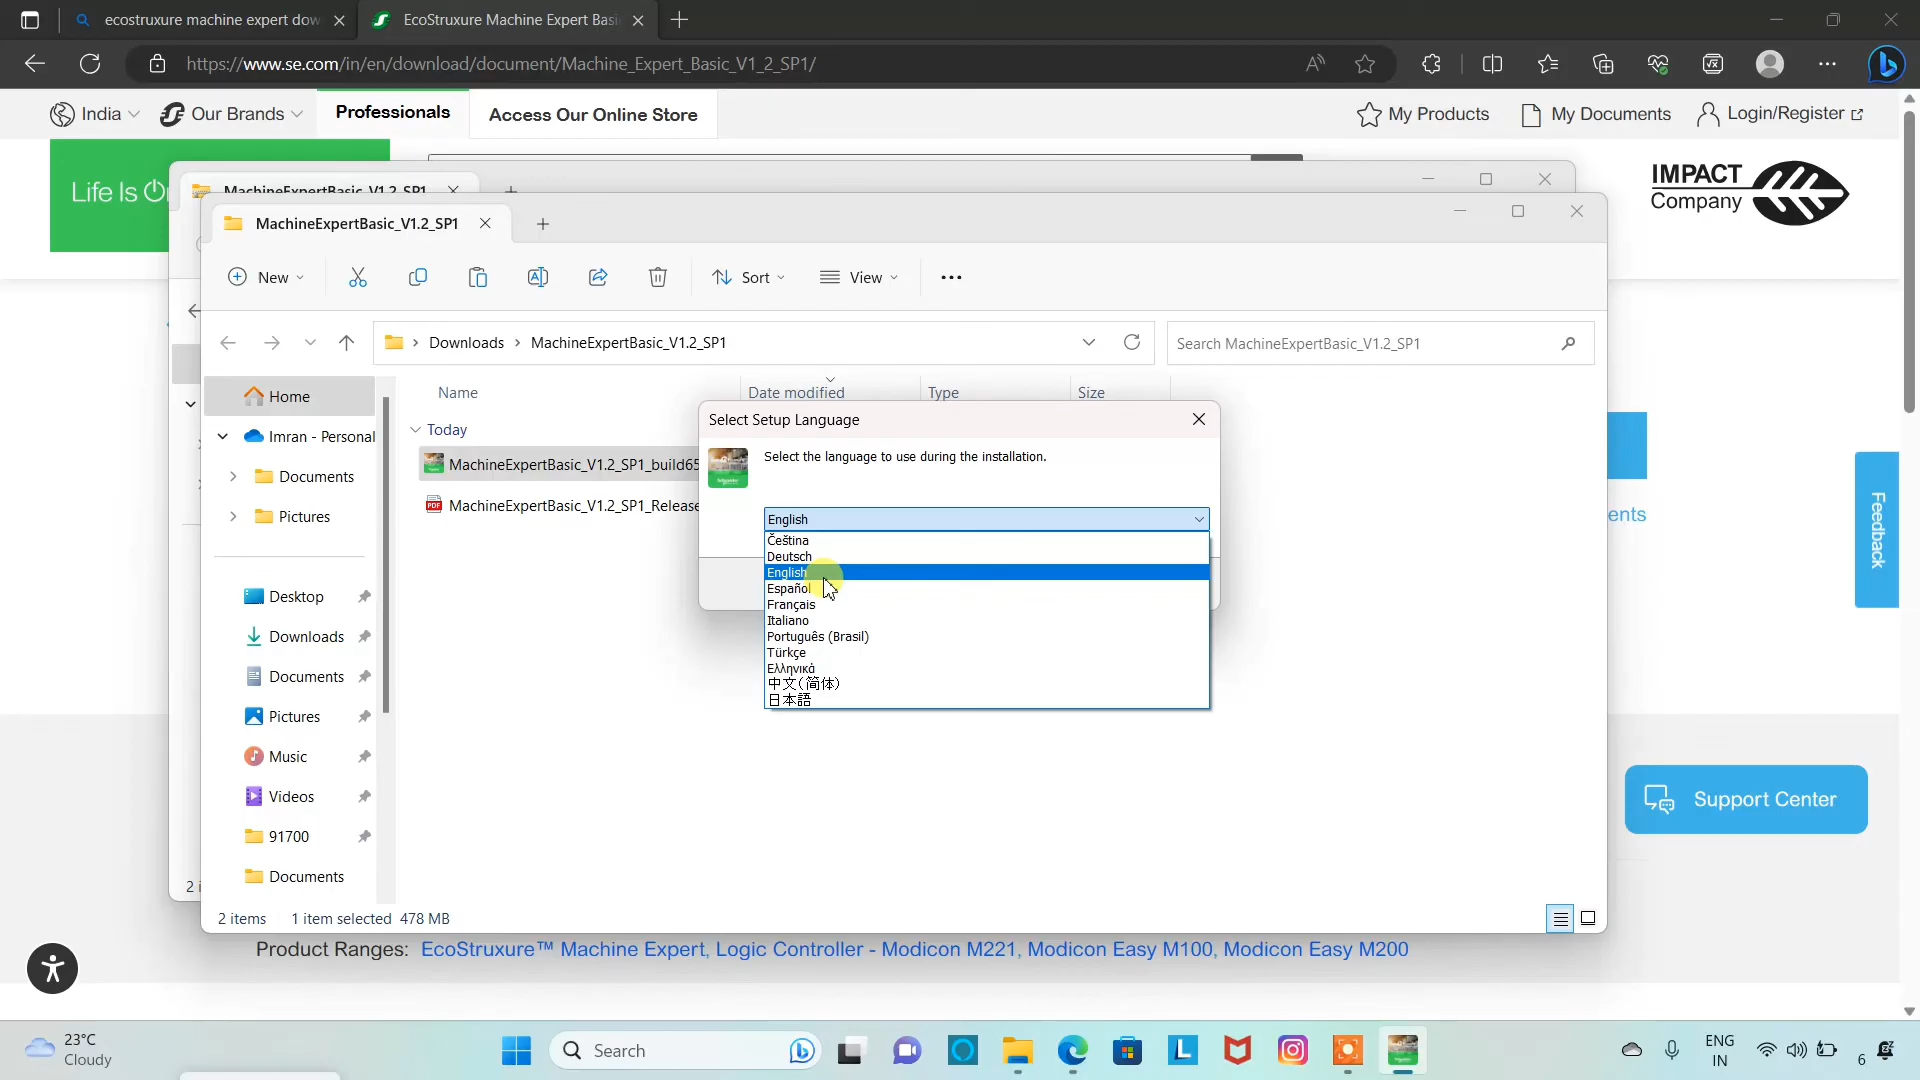 ecostruxure machine expert dow
EcoStruxure Machine Expert Basi
https://www.se.com/in/en/download/document/Machine_Expert_Basic_V1_2_SP1/
India
Our Brands
Professionals
Access Our Online Store
My Products
My Documents
Login/Register
Life Is On
MachineExpertBasic_V1.2_SP1
IMPACT
Company
MachineExpertBasic_V1.2_SP1
New
Sort
View
Downloads > MachineExpertBasic_V1.2_SP1
Search MachineExpertBasic_V1.2_SP1
Name
Date modified
Type
Size
Home
Imran - Personal
Documents
Pictures
Desktop
Downloads
Documents
Pictures
Music
Videos
91700
Documents
Today
MachineExpertBasic_V1.2_SP1_build65
MachineExpertBasic_V1.2_SP1_Release
Select Setup Language
Select the language to use during the installation.
English
Čeština
Deutsch
English
Español
Français
Italiano
Português (Brasil)
Türkçe
Ελληνικά
中文(简体)
日本語
ents
Feedback
Support Center
2 i
2 items
1 item selected 478 MB
Product Ranges: EcoStruxure™ Machine Expert, Logic Controller - Modicon M221, Modicon Easy M100, Modicon Easy M200
23°C
Cloudy
Search
ENG
IN
6